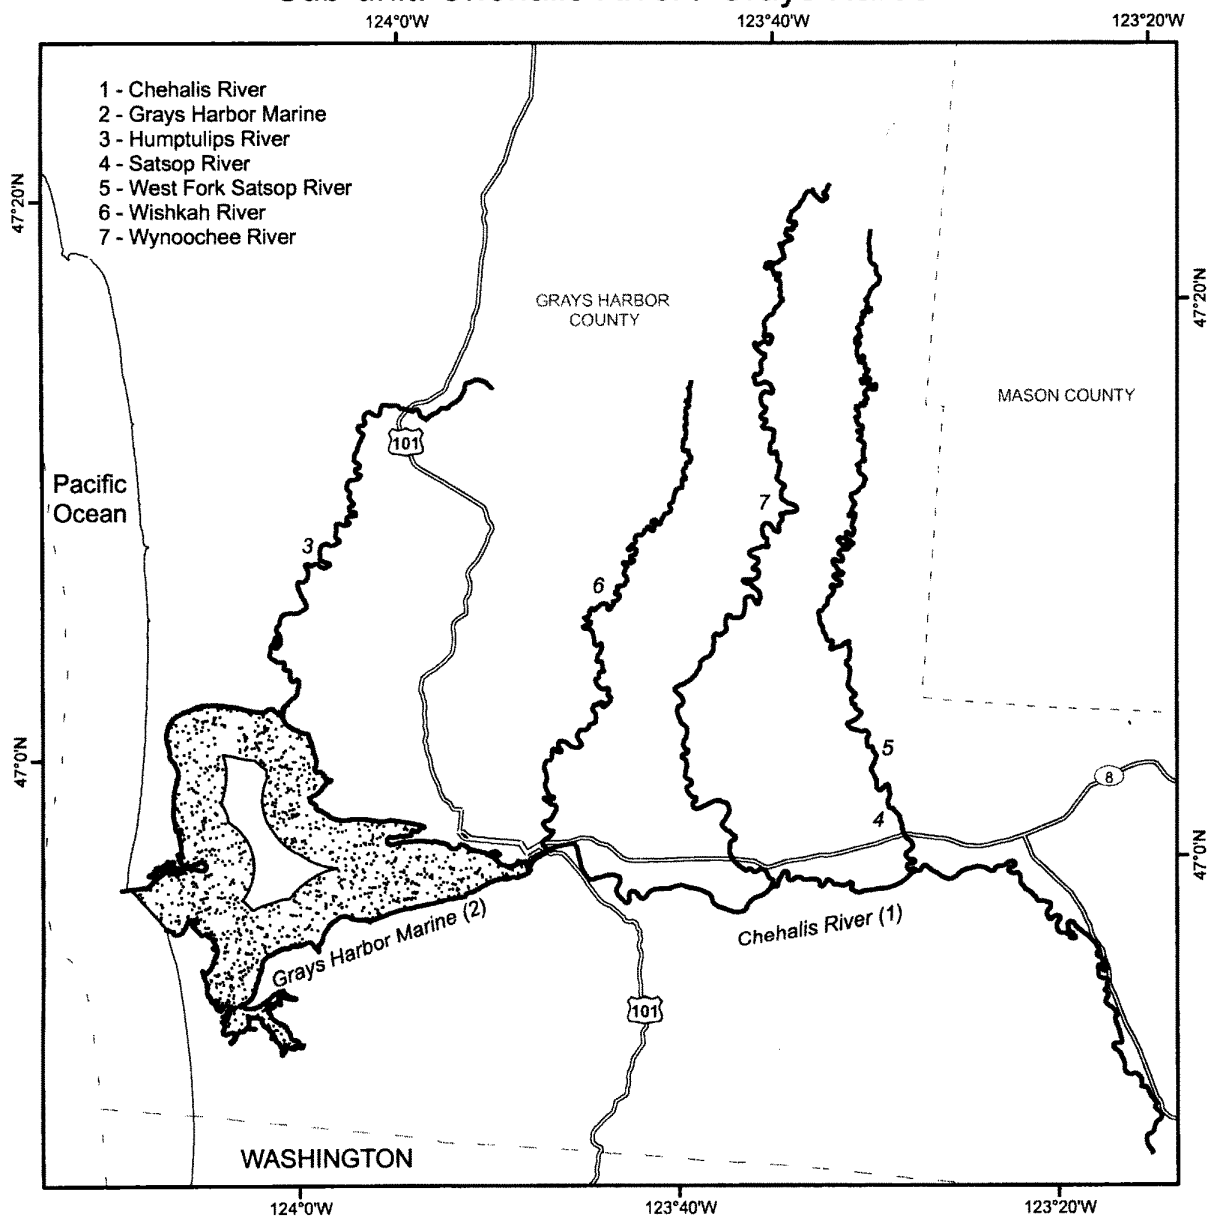 124°0'W
123°40'W
123°20'W
1 - Chehalis River
2 - Grays Harbor Marine
3 - Humptulips River
4 - Satsop River
5 - West Fork Satsop River
6 - Wishkah River
7 - Wynoochee River
47°20'N
47°20'N
GRAYS HARBOR
COUNTY
MASON COUNTY
101
Pacific
Ocean
7
3
6
5
47°0'N
8
4
47°0'N
Grays Harbor Marine (2)
Chehalis River (1)
101
WASHINGTON
124°0'W
123°40'W
123°20'W